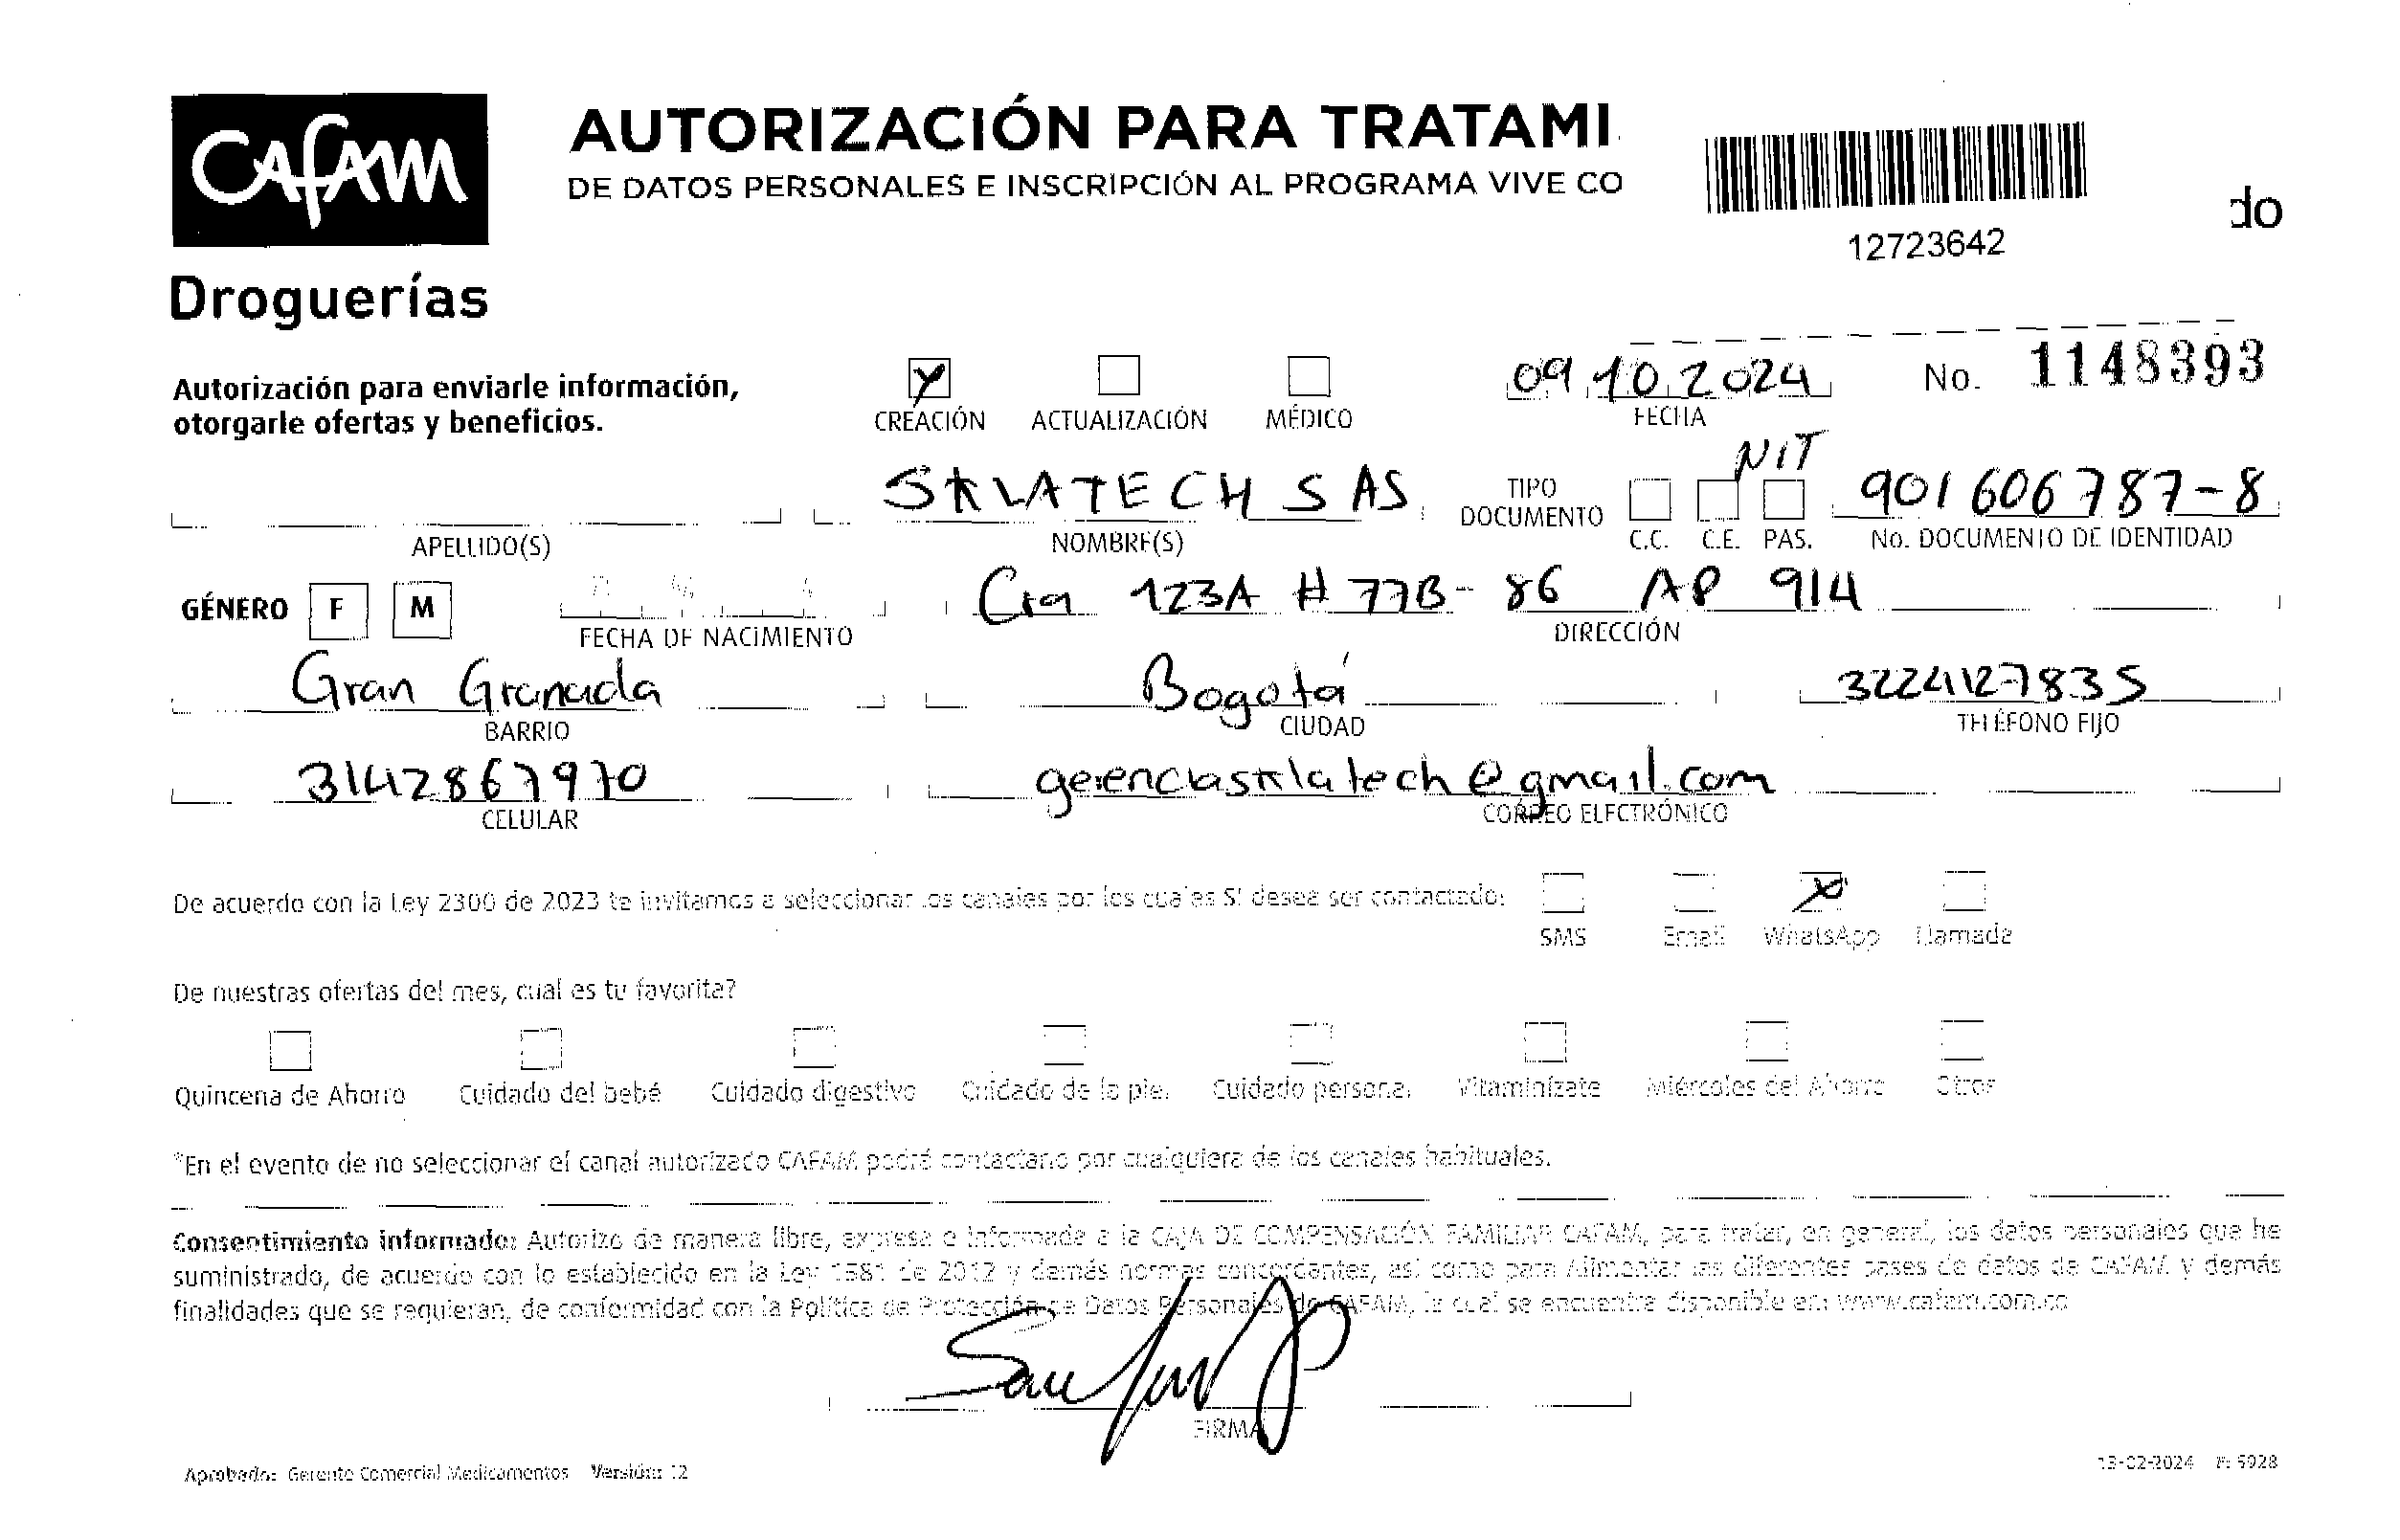 CAFAM
Droguerías
AUTORIZACIÓN PARA TRATAMI
DE DATOS PERSONALES E INSCRIPCIÓN AL PROGRAMA VIVE CO
do
12723642
Autorización para enviarle información,
otorgarle ofertas y beneficios.
CREACIÓN ACTUALIZACIÓN MÉDICO
09 10 2024
FECHA
No. 1148393
SKLATECH SAS
NIT
901606787-8
APELLIDO(S) NOMBRE(S) TIPO DOCUMENTO C.C. C.E. PAS. No. DOCUMENTO DE IDENTIDAD
Cra 123A # 77B- 86 AP 914
GÉNERO F M FECHA DE NACIMIENTO DIRECCIÓN
Gran Granada Bogotá 3224127835
BARRIO CIUDAD TELÉFONO FIJO
3142867970 gerenciasklatech@gmail.com
CELULAR CORREO ELECTRÓNICO
De acuerdo con la Ley 2300 de 2023 te invitamos a seleccionar los canales por los cuales SI desea ser contactado:
SMS Email WhatsApp Llamada
De nuestras ofertas del mes, cual es tu favorita?
Quincena de Ahorro Cuidado del bebé Cuidado digestivo Cuidado de la piel Cuidado personal Vitaminízate Miércoles del Ahorro Otros
*En el evento de no seleccionar el canal autorizado CAFAM podrá contactarlo por cualquiera de los canales habituales.
Consentimiento informado: Autorizo de manera libre, expresa e informada a la CAJA DE COMPENSACIÓN FAMILIAR CAFAM, para tratar, en general, los datos personales que he
suministrado, de acuerdo con lo establecido en la Ley 1581 de 2012 y demás normas concordantes, así como para Alimentar las diferentes bases de datos de CAFAM y demás
finalidades que se requieran, de conformidad con la Política de Protección de Datos Personales de CAFAM, la cual se encuentra disponible en: www.cafam.com.co
FIRMA
Aprobado: Gerente Comercial Medicamentos Versión: 12
13-02-2024 F: 5928